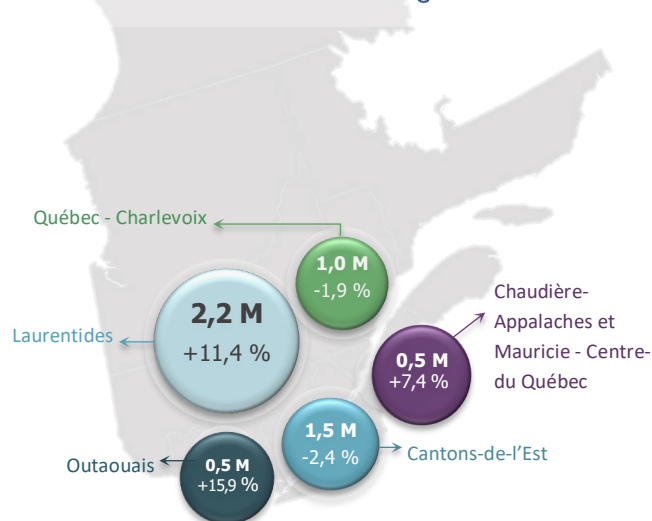 Québec - Charlevoix
1,0 M
-1,9 %
2,2 M
+11,4 %
Laurentides
Chaudière-
Appalaches et
Mauricie - Centre-
du Québec
0,5 M
+7,4 %
1,5 M
-2,4 %
Cantons-de-l'Est
Outaouais
0,5 M
+15,9 %